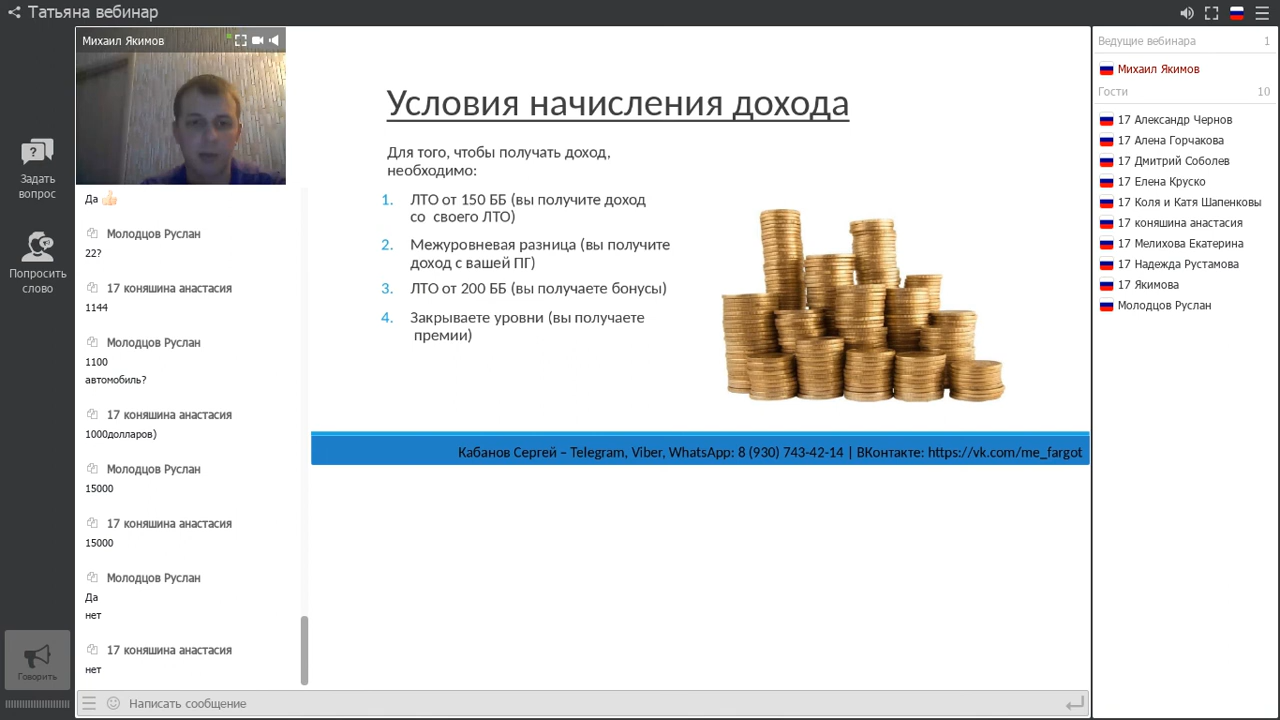 Татьяна вебинар
Михаил Якимов
Задать
вопрос
Попросить
слово
Говорить
Да
Молодцов Руслан
22?
17 коняшина анастасия
1144
Молодцов Руслан
1100
автомобиль?
17 коняшина анастасия
1000долларов)
Молодцов Руслан
15000
17 коняшина анастасия
15000
Молодцов Руслан
Да
нет
17 коняшина анастасия
нет
Написать сообщение
Условия начисления дохода
Для того, чтобы получать доход,
необходимо:
1. ЛТО от 150 ББ (вы получите доход
со своего ЛТО)
2. Межуровневая разница (вы получите
доход с вашей ПГ)
3. ЛТО от 200 ББ (вы получаете бонусы)
4. Закрываете уровни (вы получаете
премии)
Кабанов Сергей – Telegram, Viber, WhatsApp: 8 (930) 743-42-14 | ВКонтакте: https://vk.com/me_fargot
Ведущие вебинара 1
Михаил Якимов
Гости 10
17 Александр Чернов
17 Алена Горчакова
17 Дмитрий Соболев
17 Елена Круско
17 Коля и Катя Шапенковы
17 коняшина анастасия
17 Мелихова Екатерина
17 Надежда Рустамова
17 Якимова
Молодцов Руслан